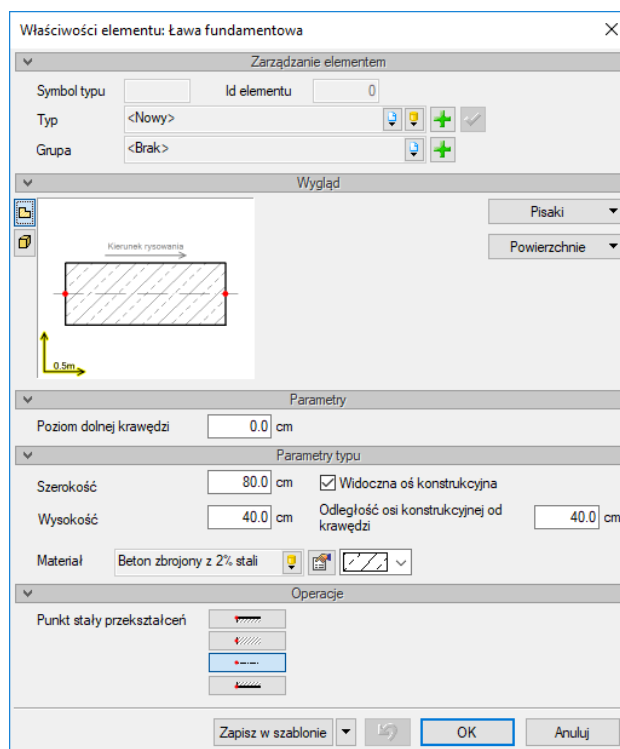 Właściwości elementu: Ława fundamentowa
Zarządzanie elementem
Symbol typu Id elementu 0
Typ <Nowy>
Grupa <Brak>
Wygląd
Pisaki
Powierzchnie
Kierunek rysowania
0.5m
Parametry
Poziom dolnej krawędzi 0.0 cm
Parametry typu
Szerokość 80.0 cm Widoczna oś konstrukcyjna
Wysokość 40.0 cm Odległość osi konstrukcyjnej od krawędzi 40.0 cm
Materiał Beton zbrojony z 2% stali
Operacje
Punkt stały przekształceń
Zapisz w szablonie OK Anuluj